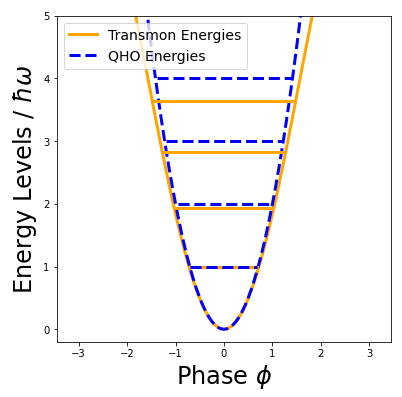 Transmon Energies
QHO Energies
Energy Levels / ℏω
5
4
3
2
1
0
−3 −2 −1 0 1 2 3
Phase ϕ